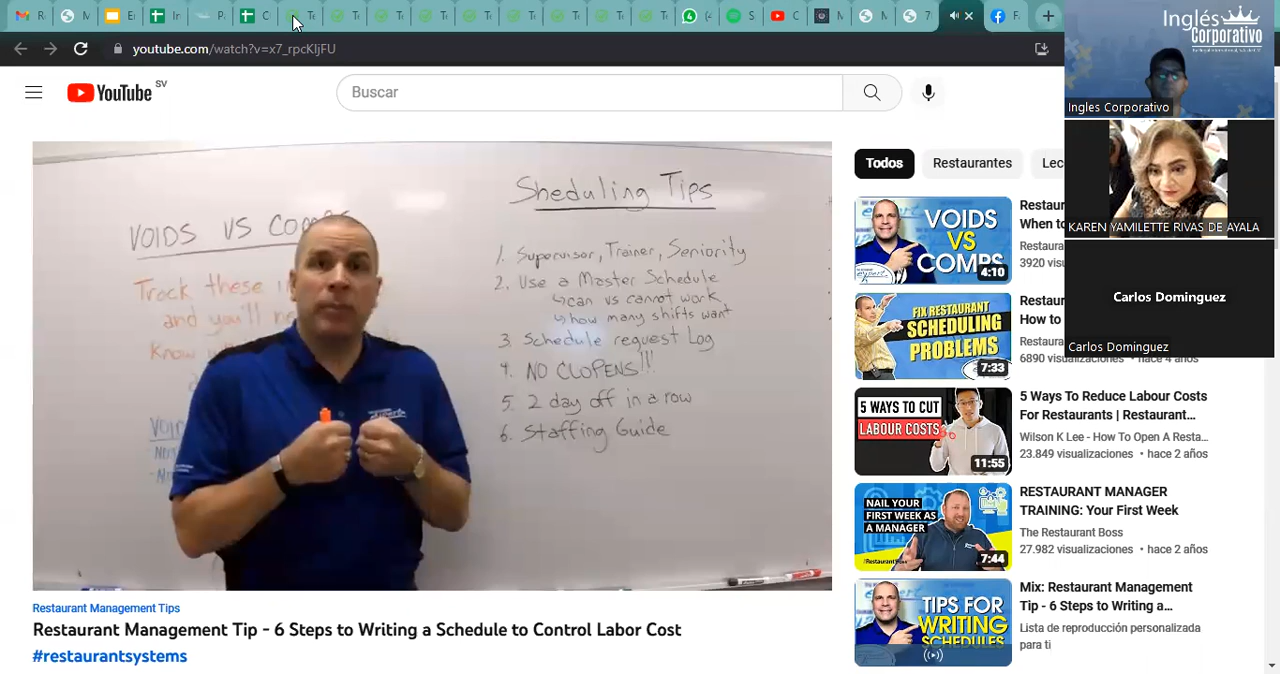 youtube.com/watch?v=x7_rpcKIjFU
YouTube SV
Buscar
VOIDS VS
Track these
and you'll
Know
Sheduling Tips
1. Supervisor, Trainer, Seniority
2. Use a Master Schedule
↳can vs cannot work
↳how many shifts want
3. Schedule request Log
4. NO CLOPENS!!!
5. 2 day off in a row
6. Staffing Guide
Restaurant Management Tips
Restaurant Management Tip - 6 Steps to Writing a Schedule to Control Labor Cost
#restaurantsystems
Todos
Restaurantes
Lec
VOIDS
VS
COMPS
4:10
Restau
When to
Restaura
3920 visu
FIX RESTAURANT
SCHEDULING
PROBLEMS
7:33
Restau
How to
Restaura
6890 visualizaciones • hace 4 años
5 WAYS TO CUT
LABOUR COSTS
11:55
5 Ways To Reduce Labour Costs
For Restaurants | Restaurant...
Wilson K Lee - How To Open A Resta...
23.849 visualizaciones • hace 2 años
NAIL YOUR
FIRST WEEK AS
A MANAGER
7:44
RESTAURANT MANAGER
TRAINING: Your First Week
The Restaurant Boss
27.982 visualizaciones • hace 2 años
TIPS FOR
WRITING
SCHEDULES
Mix: Restaurant Management
Tip - 6 Steps to Writing a...
Lista de reproducción personalizada
para ti
Inglés
Corporativo
Ingles Corporativo
KAREN YAMILETTE RIVAS DE AYALA
Carlos Dominguez
Carlos Dominguez